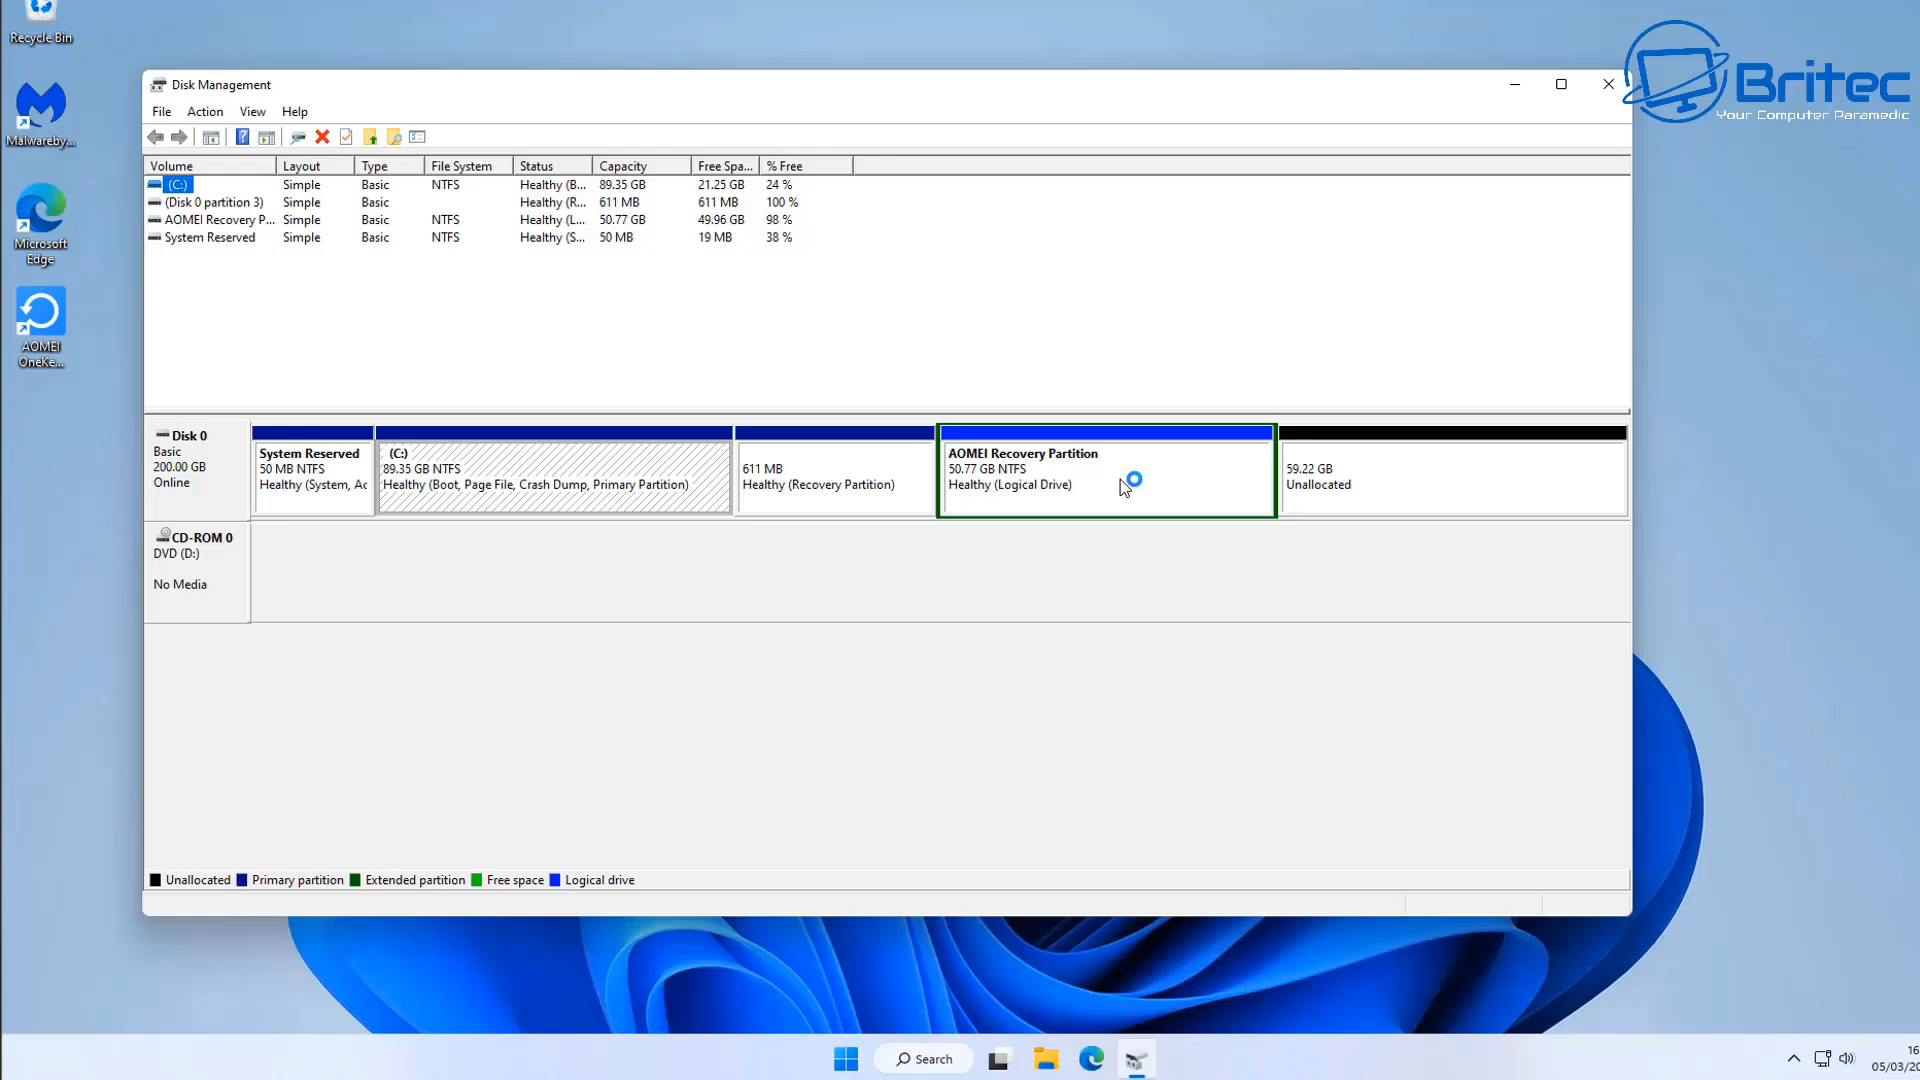 Recycle Bin
Malwareby...
Microsoft
Edge
AOMEI
OneKe...
Britec
Your Computer Paramedic
Disk Management
File Action View Help
Volume Layout Type File System Status Capacity Free Spa... % Free
(C:) Simple Basic NTFS Healthy (B... 89.35 GB 21.25 GB 24 %
(Disk 0 partition 3) Simple Basic Healthy (R... 611 MB 611 MB 100 %
AOMEI Recovery P... Simple Basic NTFS Healthy (L... 50.77 GB 49.96 GB 98 %
System Reserved Simple Basic NTFS Healthy (S... 50 MB 19 MB 38 %
Disk 0
Basic
200.00 GB
Online
System Reserved
50 MB NTFS
Healthy (System, Ac
(C:)
89.35 GB NTFS
Healthy (Boot, Page File, Crash Dump, Primary Partition)
611 MB
Healthy (Recovery Partition)
AOMEI Recovery Partition
50.77 GB NTFS
Healthy (Logical Drive)
59.22 GB
Unallocated
CD-ROM 0
DVD (D:)
No Media
Unallocated Primary partition Extended partition Free space Logical drive
Search
16
05/03/20